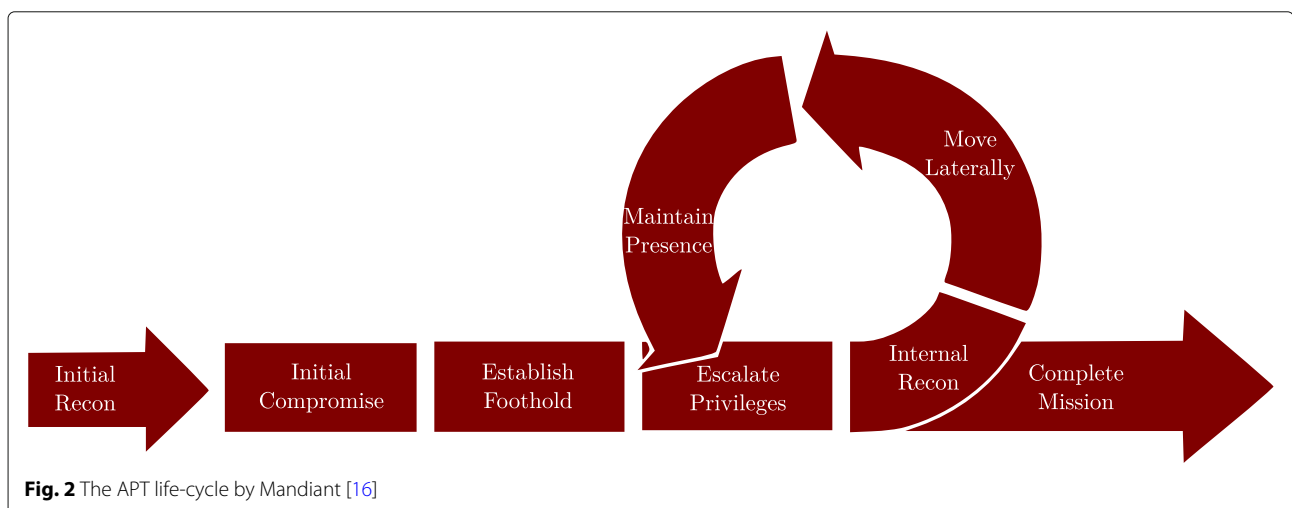 Initial
Recon
Initial
Compromise
Establish
Foothold
Escalate
Privileges
Internal
Recon
Move
Laterally
Maintain
Presence
Complete
Mission
Fig. 2 The APT life-cycle by Mandiant [16]